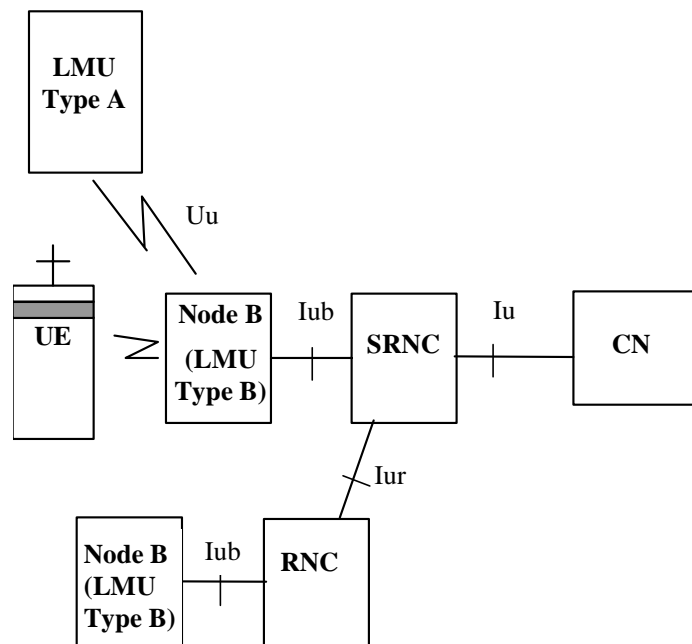 LMU
Type A
Uu
UE
Node B
(LMU
Type B)
Iub
SRNC
Iu
CN
Iur
Node B
(LMU
Type B)
Iub
RNC